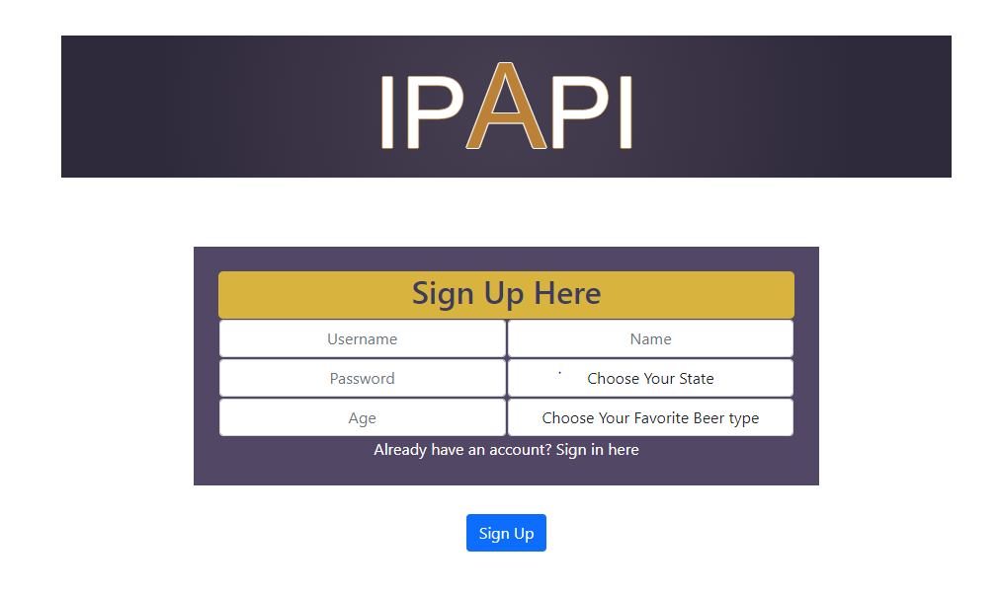 IPAPI
Sign Up Here
Username
Name
Password
Choose Your State
Age
Choose Your Favorite Beer type
Already have an account? Sign in here
Sign Up